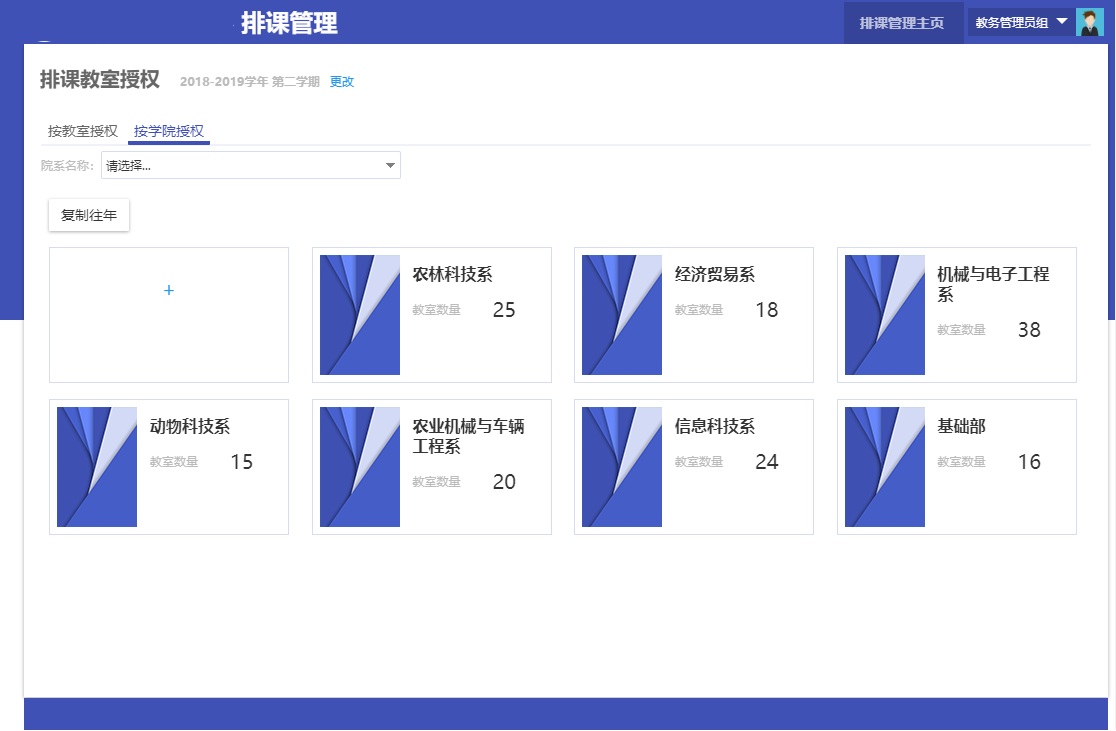 排课管理
排课管理主页
教务管理员组
排课教室授权
2018-2019学年 第二学期 更改
按教室授权
按学院授权
院系名称:
请选择...
复制往年
+
农林科技系
教室数量 25
经济贸易系
教室数量 18
机械与电子工程
系
教室数量 38
动物科技系
教室数量 15
农业机械与车辆
工程系
教室数量 20
信息科技系
教室数量 24
基础部
教室数量 16